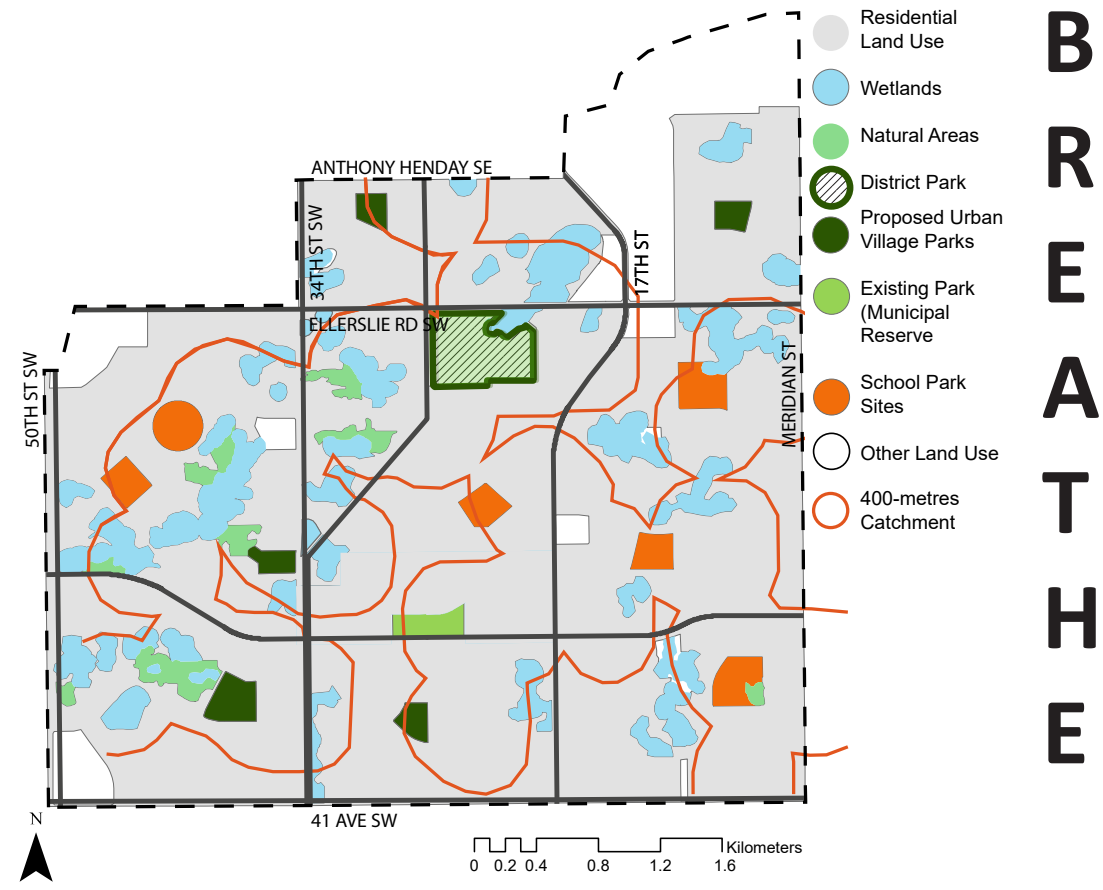 ANTHONY HENDAY SE
34TH ST SW
17TH ST
ELLERSLIE RD SW
50TH ST SW
MERIDIAN ST
41 AVE SW
N
0 0.2 0.4 0.8 1.2 1.6
Kilometers
Residential
Land Use
Wetlands
Natural Areas
District Park
Proposed Urban
Village Parks
Existing Park
(Municipal
Reserve
School Park
Sites
Other Land Use
400-metres
Catchment
B
R
E
A
T
H
E